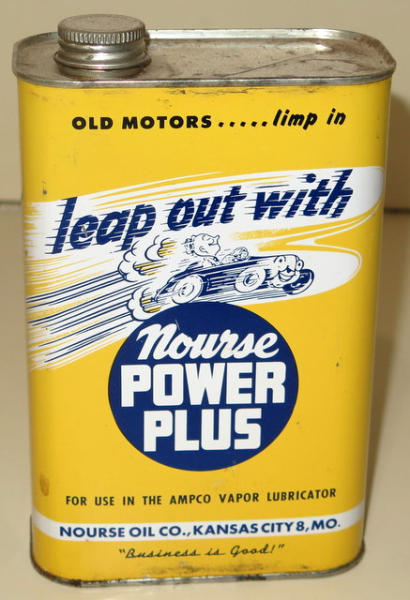 OLD MOTORS.....limp in
leap out with
Nourse
POWER
PLUS
FOR USE IN THE AMPCO VAPOR LUBRICATOR
NOURSE OIL CO., KANSAS CITY 8, MO.
"Business is Good!"